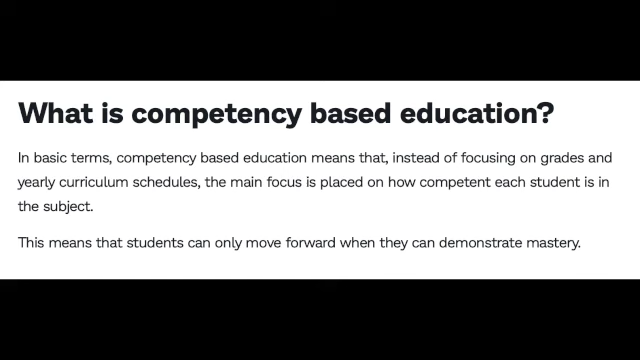 What is competency based education?
In basic terms, competency based education means that, instead of focusing on grades and
yearly curriculum schedules, the main focus is placed on how competent each student is in
the subject.
This means that students can only move forward when they can demonstrate mastery.